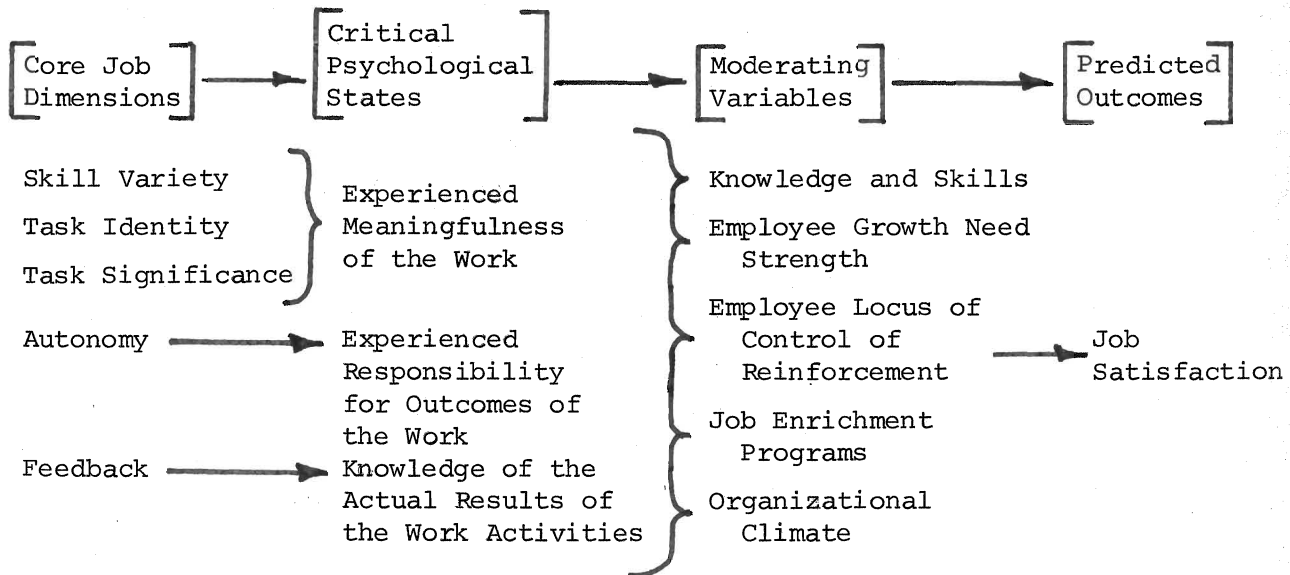 Core Job
Dimensions
Critical
Psychological
States
Moderating
Variables
Predicted
Outcomes
Skill Variety
Task Identity
Task Significance
Experienced
Meaningfulness
of the Work
Autonomy
Experienced
Responsibility
for Outcomes of
the Work
Feedback
Knowledge of the
Actual Results of
the Work Activities
Knowledge and Skills
Employee Growth Need
Strength
Employee Locus of
Control of
Reinforcement
Job Enrichment
Programs
Organizational
Climate
Job
Satisfaction